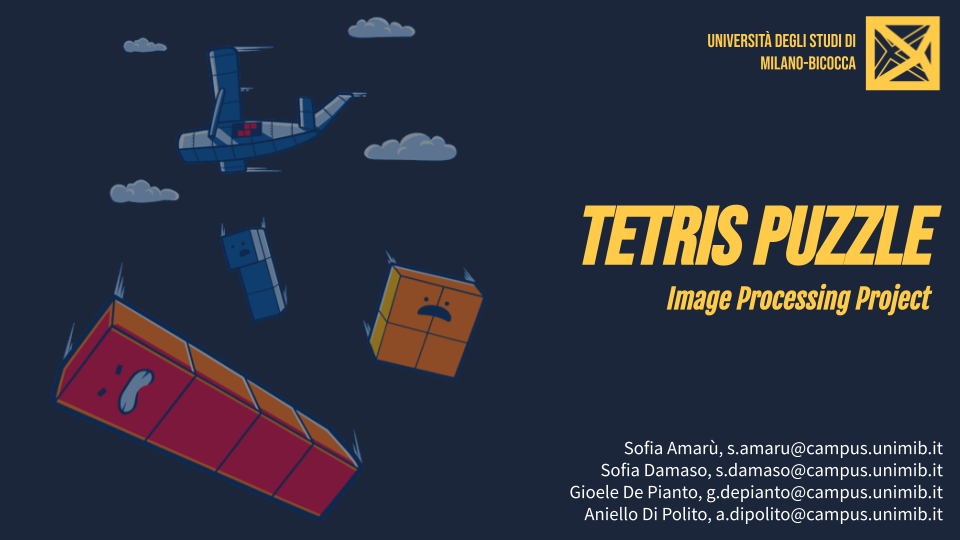 UNIVERSITÀ DEGLI STUDI DI
MILANO-BICOCCA
TETRIS PUZZLE
Image Processing Project
Sofia Amarù, s.amaru@campus.unimib.it
Sofia Damaso, s.damaso@campus.unimib.it
Gioele De Pianto, g.depianto@campus.unimib.it
Aniello Di Polito, a.dipolito@campus.unimib.it